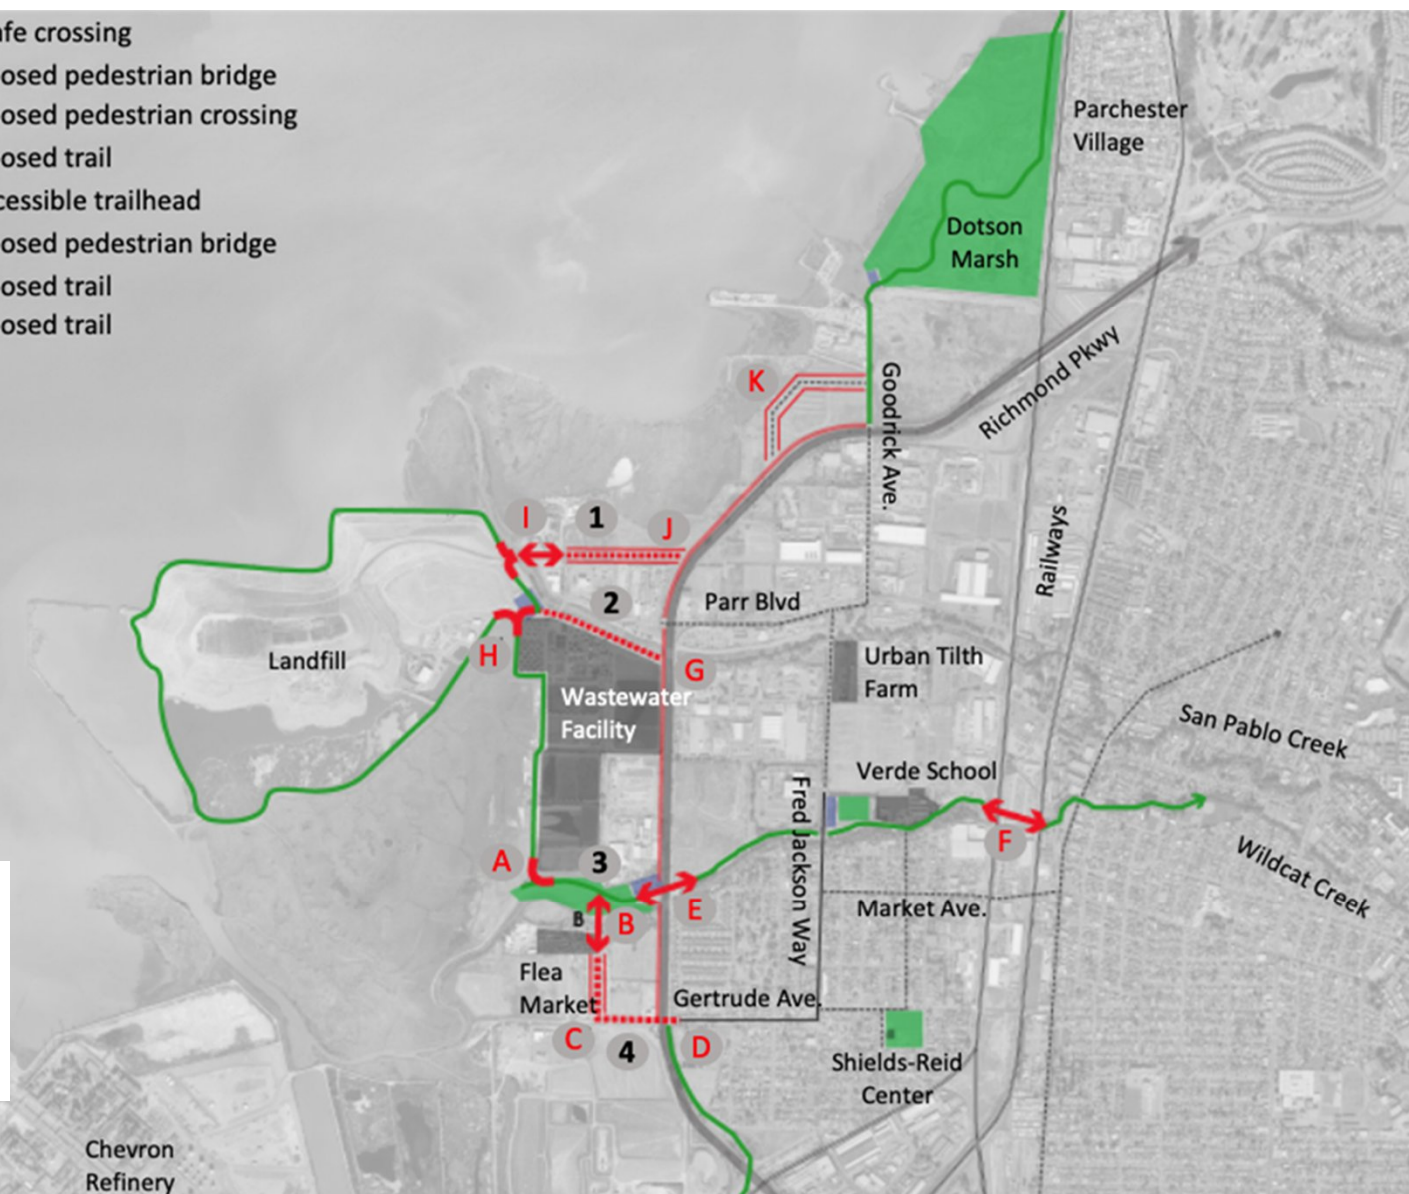 afe crossing
osed pedestrian bridge
osed pedestrian crossing
osed trail
cessible trailhead
osed pedestrian bridge
osed trail
osed trail
Parchester
Village
Dotson
Marsh
Richmond Pkwy
Goodrick Ave.
K
I
1
J
Railways
2
Parr Blvd
H
G
Landfill
Urban Tilth
Farm
Wastewater
Facility
San Pablo Creek
Verde School
Fred Jackson Way
F
A
3
Wildcat Creek
E
B
B
Market Ave.
Flea
Market
Gertrude Ave.
C
4
D
Shields-Reid
Center
Chevron
Refinery